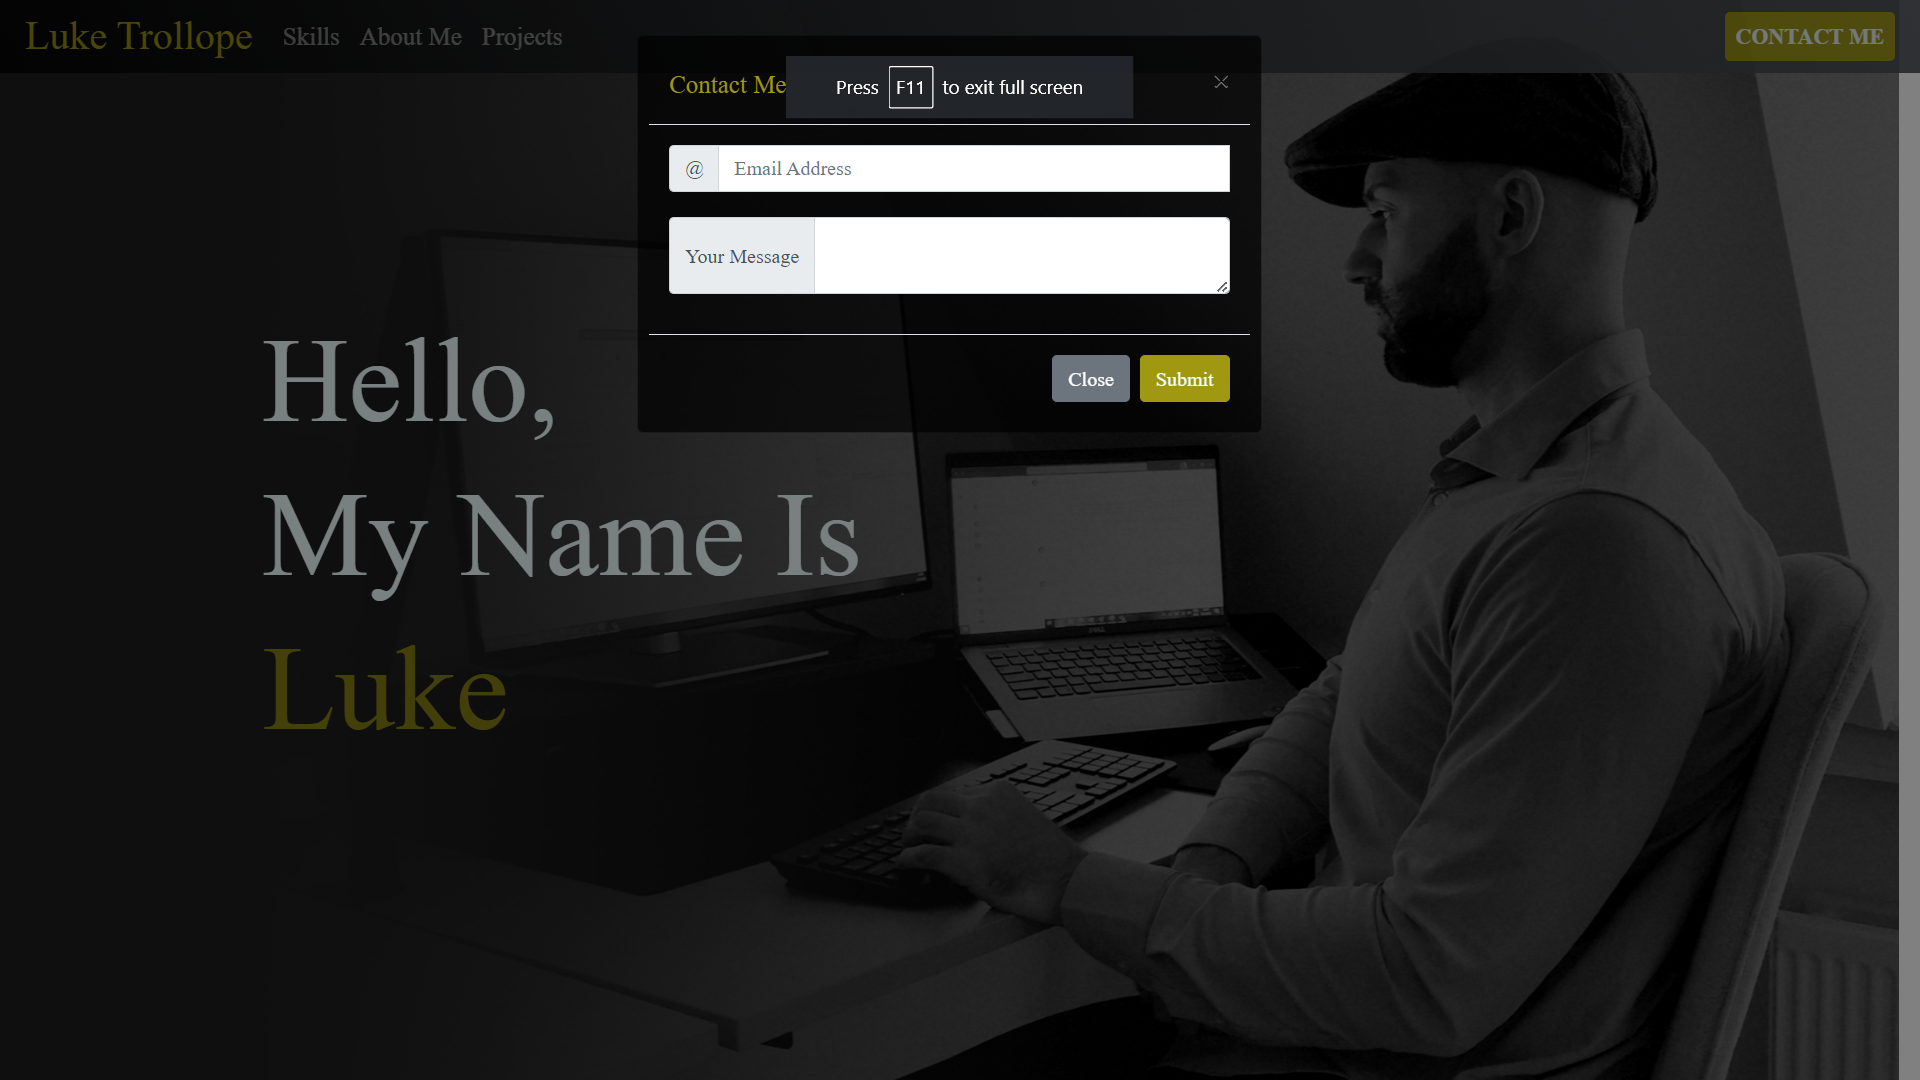 Luke Trollope Skills About Me Projects CONTACT ME
Contact Me
Press F11 to exit full screen
@ Email Address
Your Message
Close Submit
Hello,
My Name Is
Luke